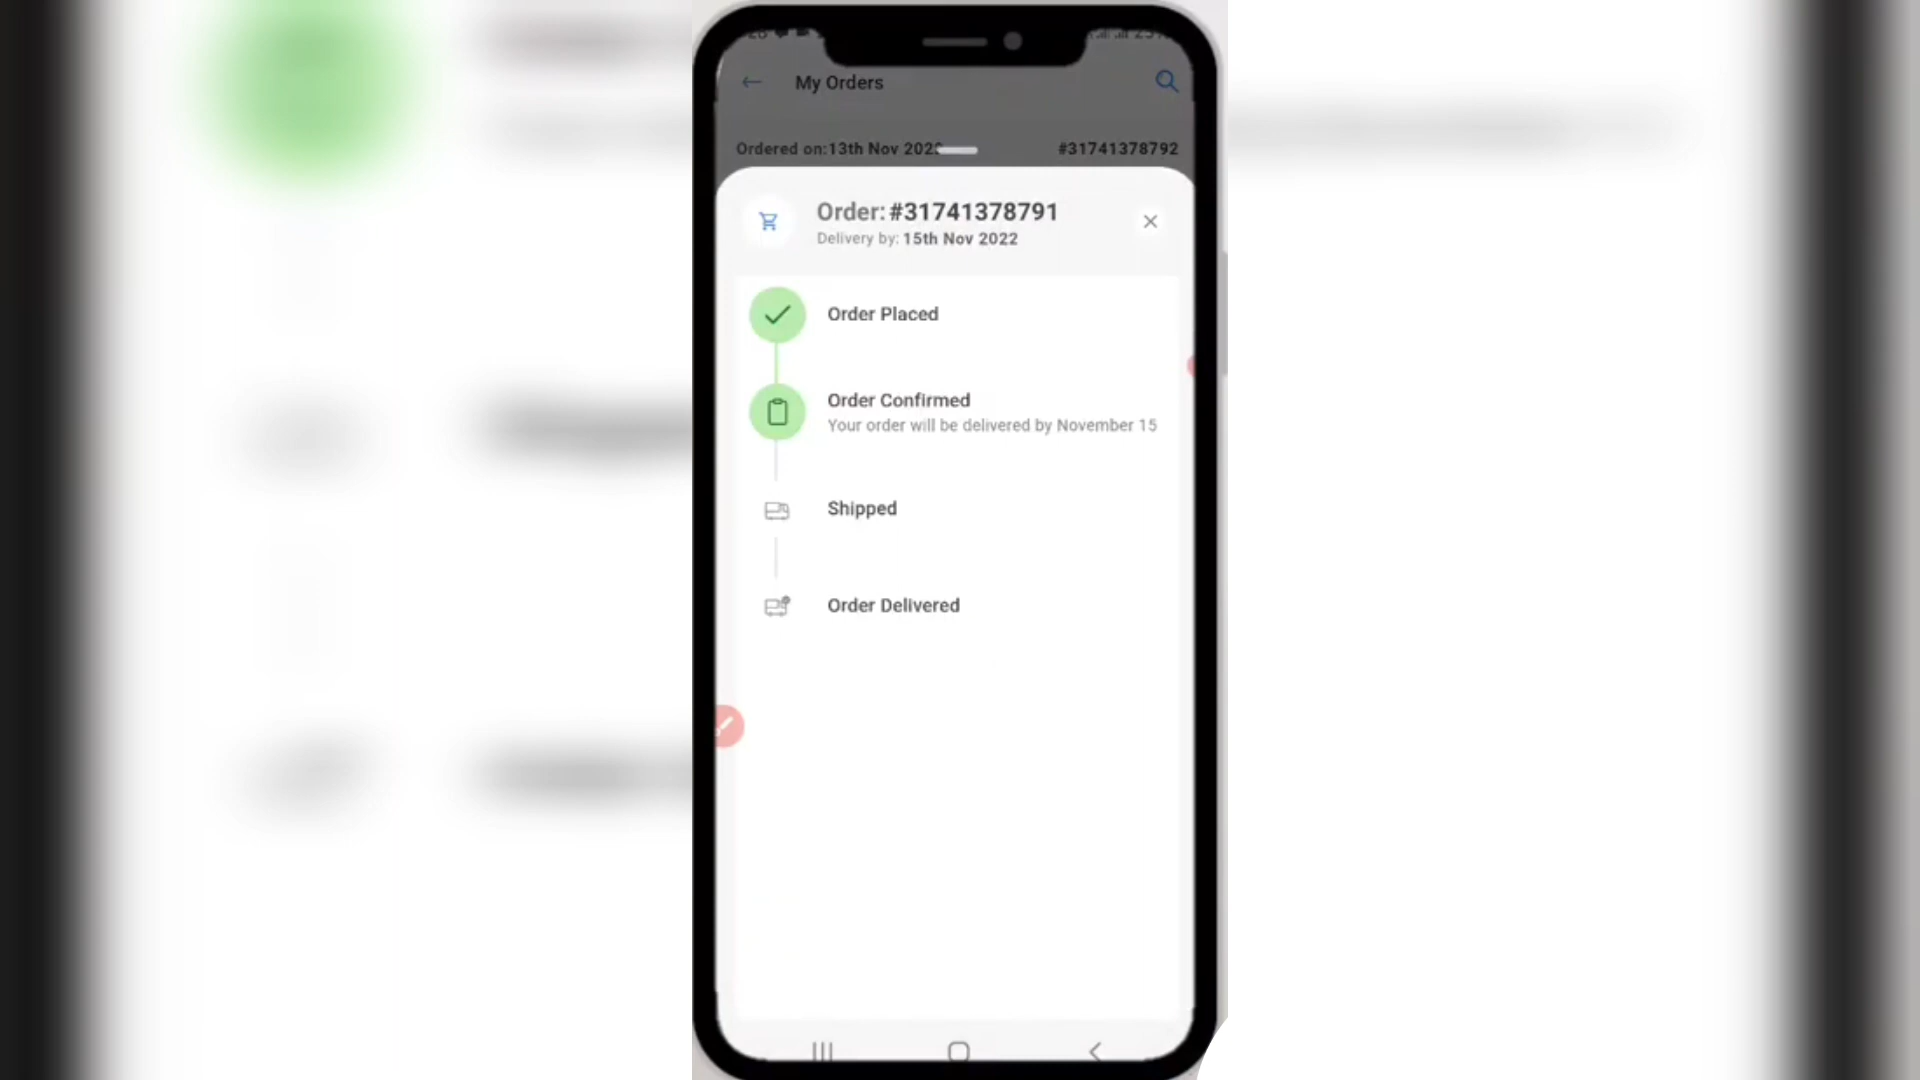 My Orders
Ordered on:13th Nov 2022 #31741378792
Order: #31741378791
Delivery by: 15th Nov 2022
Order Placed
Order Confirmed
Your order will be delivered by November 15
Shipped
Order Delivered